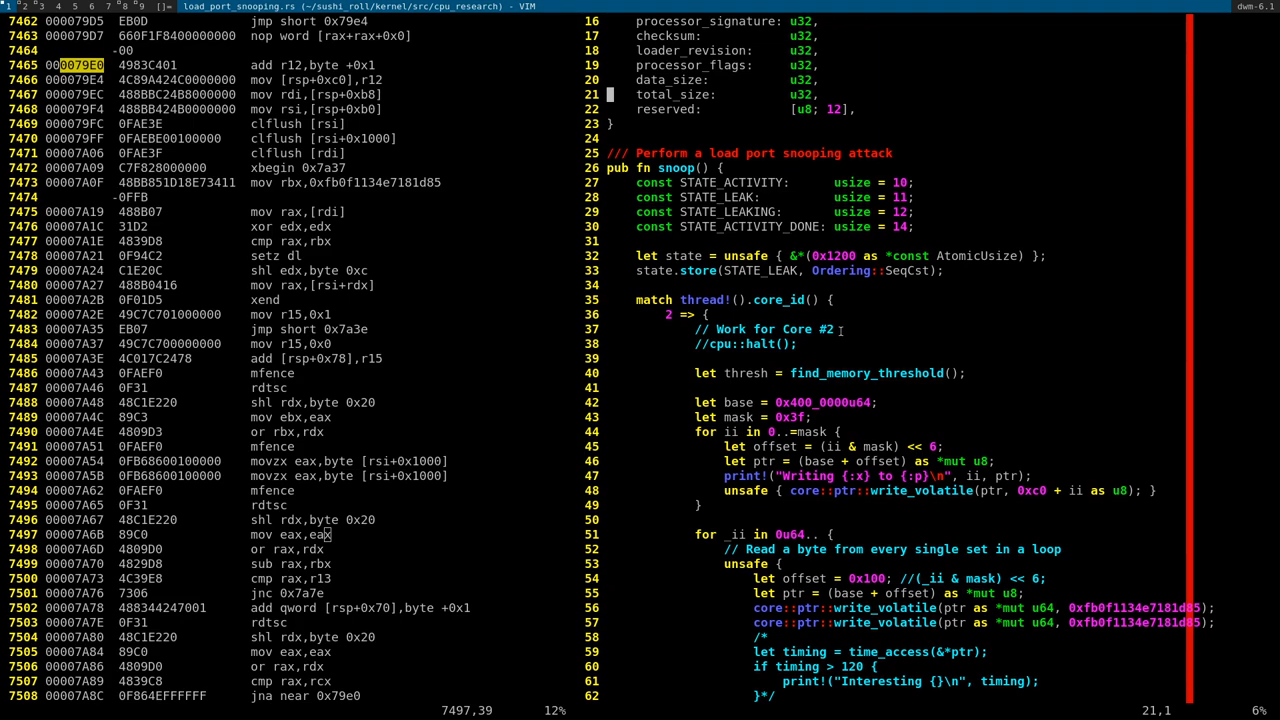 1 2 3 4 5 6 7 8 9 []= load_port_snooping.rs (~/sushi_roll/kernel/src/cpu_research) - VIM dwm-6.1
7462 000079D5 EB0D jmp short 0x79e4
7463 000079D7 660F1F8400000000 nop word [rax+rax+0x0]
7464 -00
7465 000079E0 4983C401 add r12,byte +0x1
7466 000079E4 4C89A424C0000000 mov [rsp+0xc0],r12
7467 000079EC 488BBC24B8000000 mov rdi,[rsp+0xb8]
7468 000079F4 488BB424B0000000 mov rsi,[rsp+0xb0]
7469 000079FC 0FAE3E clflush [rsi]
7470 000079FF 0FAEBE00100000 clflush [rsi+0x1000]
7471 00007A06 0FAE3F clflush [rdi]
7472 00007A09 C7F828000000 xbegin 0x7a37
7473 00007A0F 48BB851D18E73411 mov rbx,0xfb0f1134e7181d85
7474 -0FFB
7475 00007A19 488B07 mov rax,[rdi]
7476 00007A1C 31D2 xor edx,edx
7477 00007A1E 4839D8 cmp rax,rbx
7478 00007A21 0F94C2 setz dl
7479 00007A24 C1E20C shl edx,byte 0xc
7480 00007A27 488B0416 mov rax,[rsi+rdx]
7481 00007A2B 0F01D5 xend
7482 00007A2E 49C7C701000000 mov r15,0x1
7483 00007A35 EB07 jmp short 0x7a3e
7484 00007A37 49C7C700000000 mov r15,0x0
7485 00007A3E 4C017C2478 add [rsp+0x78],r15
7486 00007A43 0FAEF0 mfence
7487 00007A46 0F31 rdtsc
7488 00007A48 48C1E220 shl rdx,byte 0x20
7489 00007A4C 89C3 mov ebx,eax
7490 00007A4E 4809D3 or rbx,rdx
7491 00007A51 0FAEF0 mfence
7492 00007A54 0FB68600100000 movzx eax,byte [rsi+0x1000]
7493 00007A5B 0FB68600100000 movzx eax,byte [rsi+0x1000]
7494 00007A62 0FAEF0 mfence
7495 00007A65 0F31 rdtsc
7496 00007A67 48C1E220 shl rdx,byte 0x20
7497 00007A6B 89C0 mov eax,eax
7498 00007A6D 4809D0 or rax,rdx
7499 00007A70 4829D8 sub rax,rbx
7500 00007A73 4C39E8 cmp rax,r13
7501 00007A76 7306 jnc 0x7a7e
7502 00007A78 488344247001 add qword [rsp+0x70],byte +0x1
7503 00007A7E 0F31 rdtsc
7504 00007A80 48C1E220 shl rdx,byte 0x20
7505 00007A84 89C0 mov eax,eax
7506 00007A86 4809D0 or rax,rdx
7507 00007A89 4839C8 cmp rax,rcx
7508 00007A8C 0F864EFFFFFF jna near 0x79e0
7497,39 12%
16 processor_signature: u32,
17 checksum: u32,
18 loader_revision: u32,
19 processor_flags: u32,
20 data_size: u32,
21 total_size: u32,
22 reserved: [u8; 12],
23 }
24
25 /// Perform a load port snooping attack
26 pub fn snoop() {
27 const STATE_ACTIVITY: usize = 10;
28 const STATE_LEAK: usize = 11;
29 const STATE_LEAKING: usize = 12;
30 const STATE_ACTIVITY_DONE: usize = 14;
31
32 let state = unsafe { &*(0x1200 as *const AtomicUsize) };
33 state.store(STATE_LEAK, Ordering::SeqCst);
34
35 match thread!().core_id() {
36 2 => {
37 // Work for Core #2
38 //cpu::halt();
39
40 let thresh = find_memory_threshold();
41
42 let base = 0x400_0000u64;
43 let mask = 0x3f;
44 for ii in 0..=mask {
45 let offset = (ii & mask) << 6;
46 let ptr = (base + offset) as *mut u8;
47 print!("Writing {:x} to {:p}\n", ii, ptr);
48 unsafe { core::ptr::write_volatile(ptr, 0xc0 + ii as u8); }
49 }
50
51 for _ii in 0u64.. {
52 // Read a byte from every single set in a loop
53 unsafe {
54 let offset = 0x100; //(_ii & mask) << 6;
55 let ptr = (base + offset) as *mut u8;
56 core::ptr::write_volatile(ptr as *mut u64, 0xfb0f1134e7181d85);
57 core::ptr::write_volatile(ptr as *mut u64, 0xfb0f1134e7181d85);
58 /*
59 let timing = time_access(&*ptr);
60 if timing > 120 {
61 print!("Interesting {}\n", timing);
62 }*/
21,1 6%